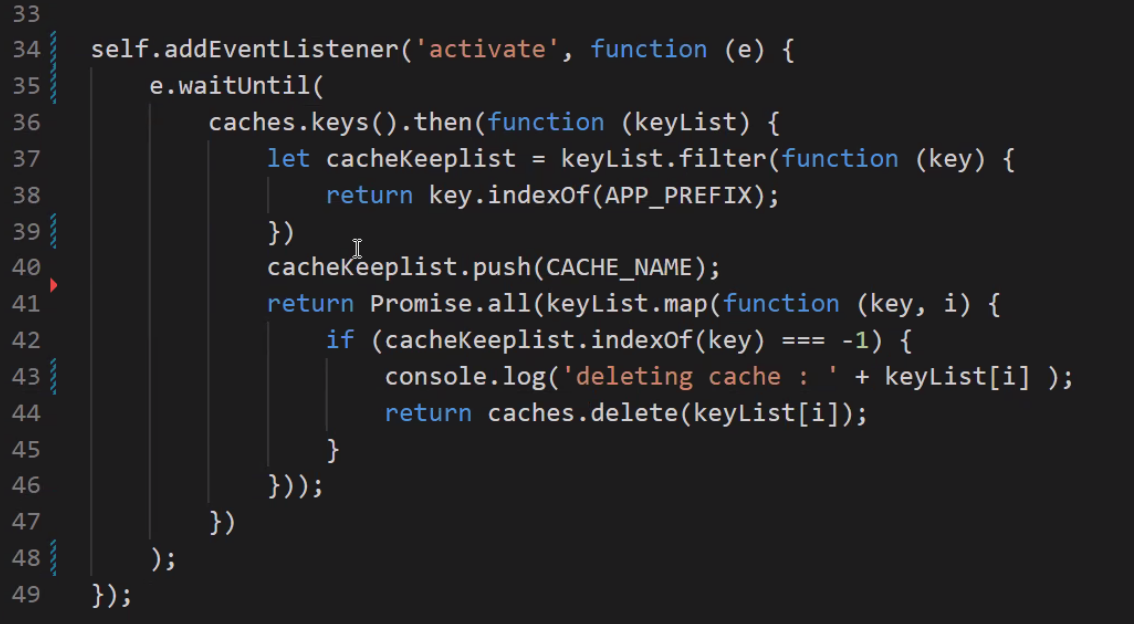 33
34 self.addEventListener('activate', function (e) {
35     e.waitUntil(
36         caches.keys().then(function (keyList) {
37             let cacheKeeplist = keyList.filter(function (key) {
38                 return key.indexOf(APP_PREFIX);
39             })
40             cacheKeeplist.push(CACHE_NAME);
41             return Promise.all(keyList.map(function (key, i) {
42                 if (cacheKeeplist.indexOf(key) === -1) {
43                     console.log('deleting cache : ' + keyList[i] );
44                     return caches.delete(keyList[i]);
45                 }
46             }));
47         })
48     );
49 });